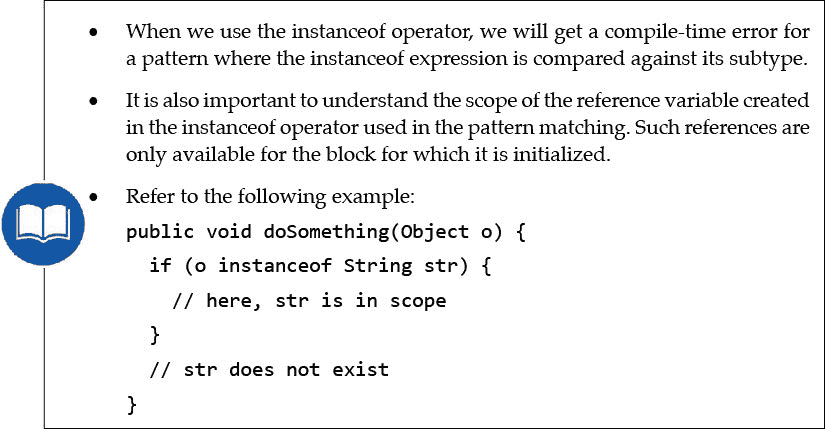 • When we use the instanceof operator, we will get a compile-time error for
a pattern where the instanceof expression is compared against its subtype.
• It is also important to understand the scope of the reference variable created
in the instanceof operator used in the pattern matching. Such references are
only available for the block for which it is initialized.
• Refer to the following example:
public void doSomething(Object o) {
  if (o instanceof String str) {
    // here, str is in scope
  }
  // str does not exist
}